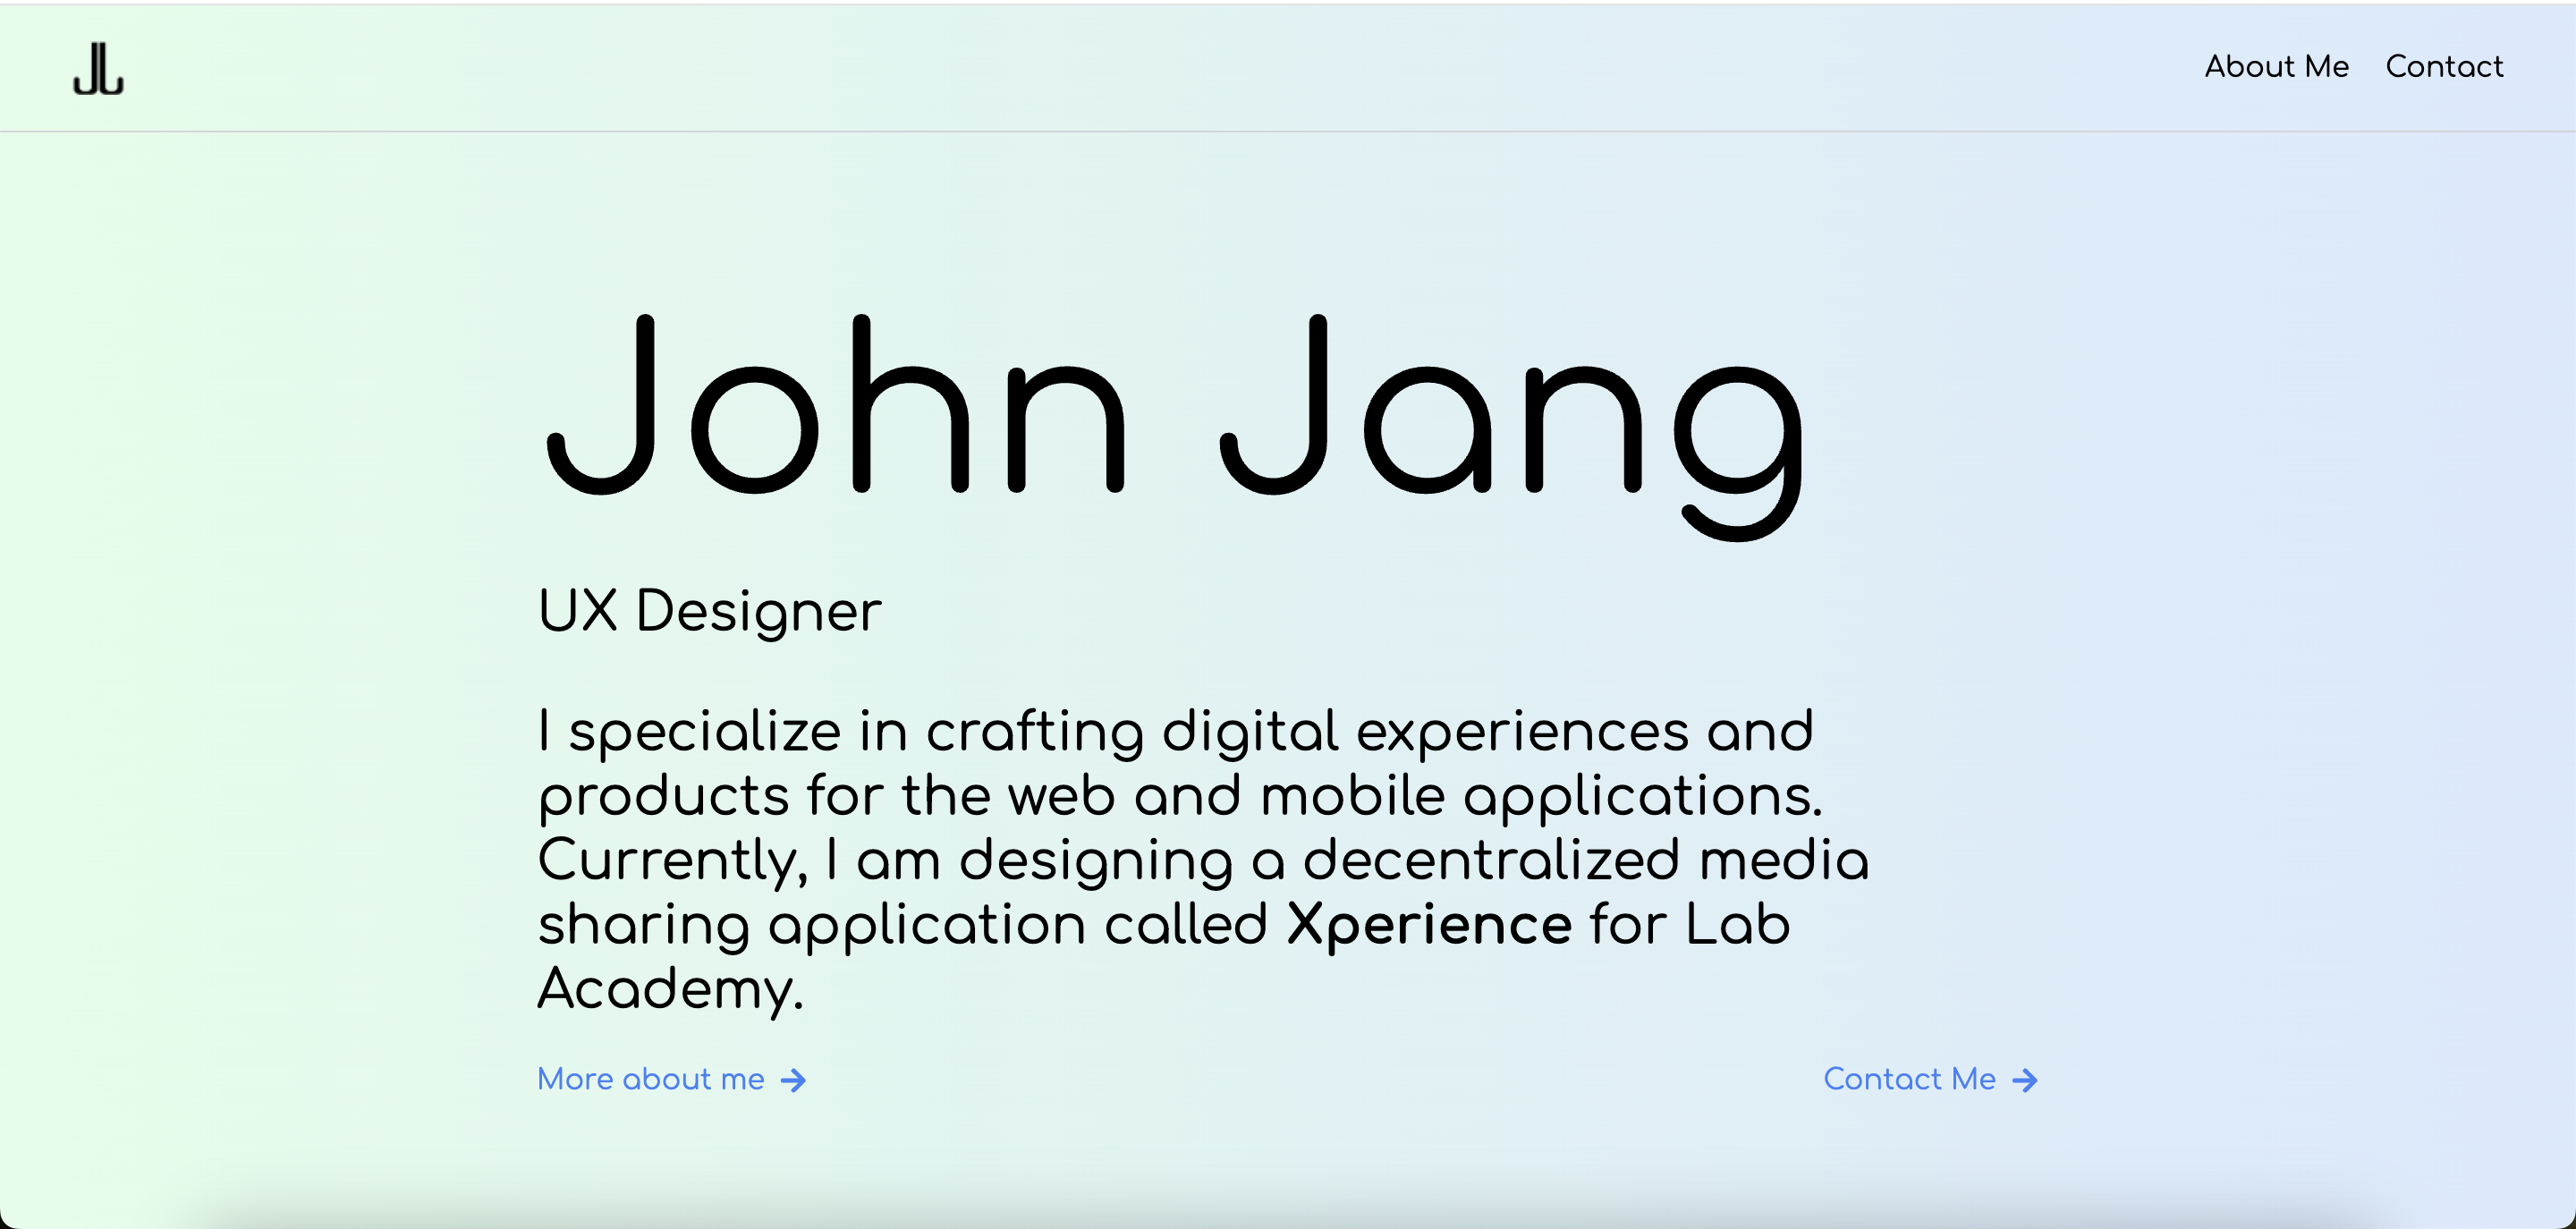 About Me Contact
John Jang
UX Designer
I specialize in crafting digital experiences and
products for the web and mobile applications.
Currently, I am designing a decentralized media
sharing application called Xperience for Lab
Academy.
More about me → Contact Me →